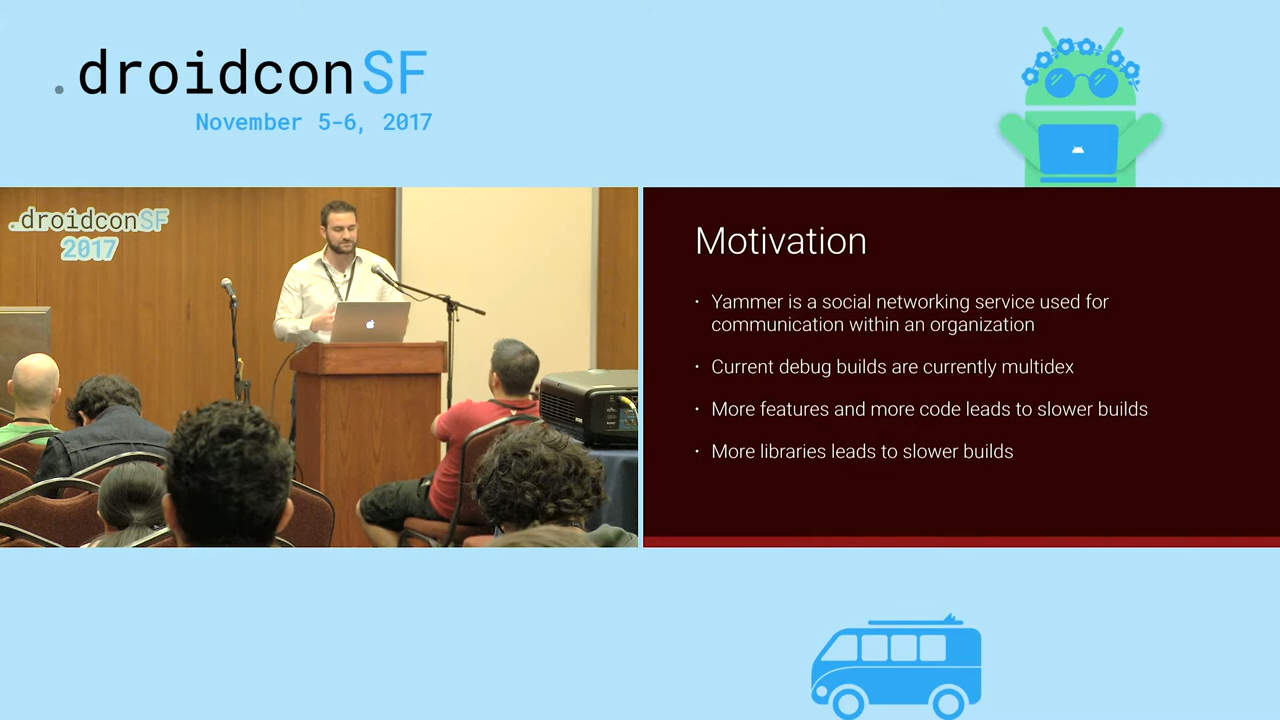 .droidconSF
November 5-6, 2017
.droidconSF
2017
Motivation
• Yammer is a social networking service used for
communication within an organization
• Current debug builds are currently multidex
• More features and more code leads to slower builds
• More libraries leads to slower builds